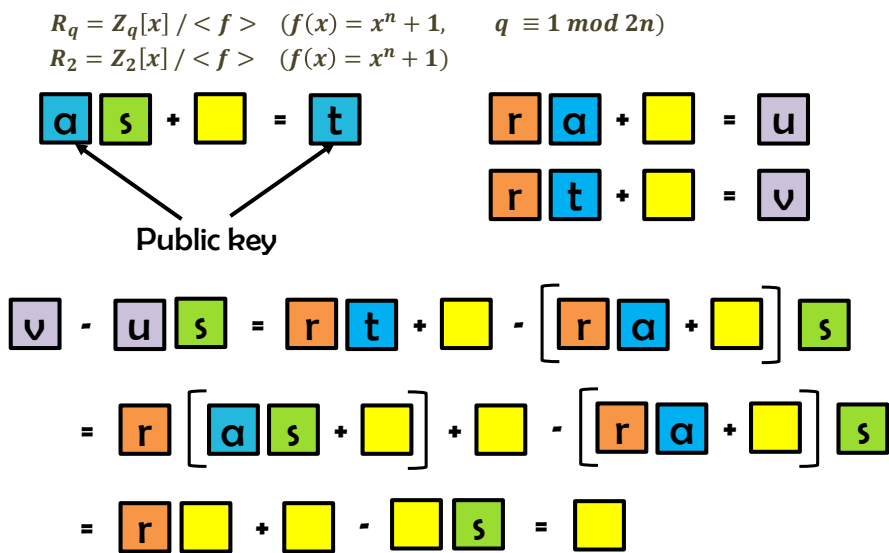 R_q = Z_q[x] / < f >   (f(x) = x^n + 1,   q ≡ 1 mod 2n)
R_2 = Z_2[x] / < f >   (f(x) = x^n + 1)
a s + = t
r a + = u
r t + = v
Public key
v - u s = r t + - [ r a + ] s
= r [ a s + ] + - [ r a + ] s
= r + - s =